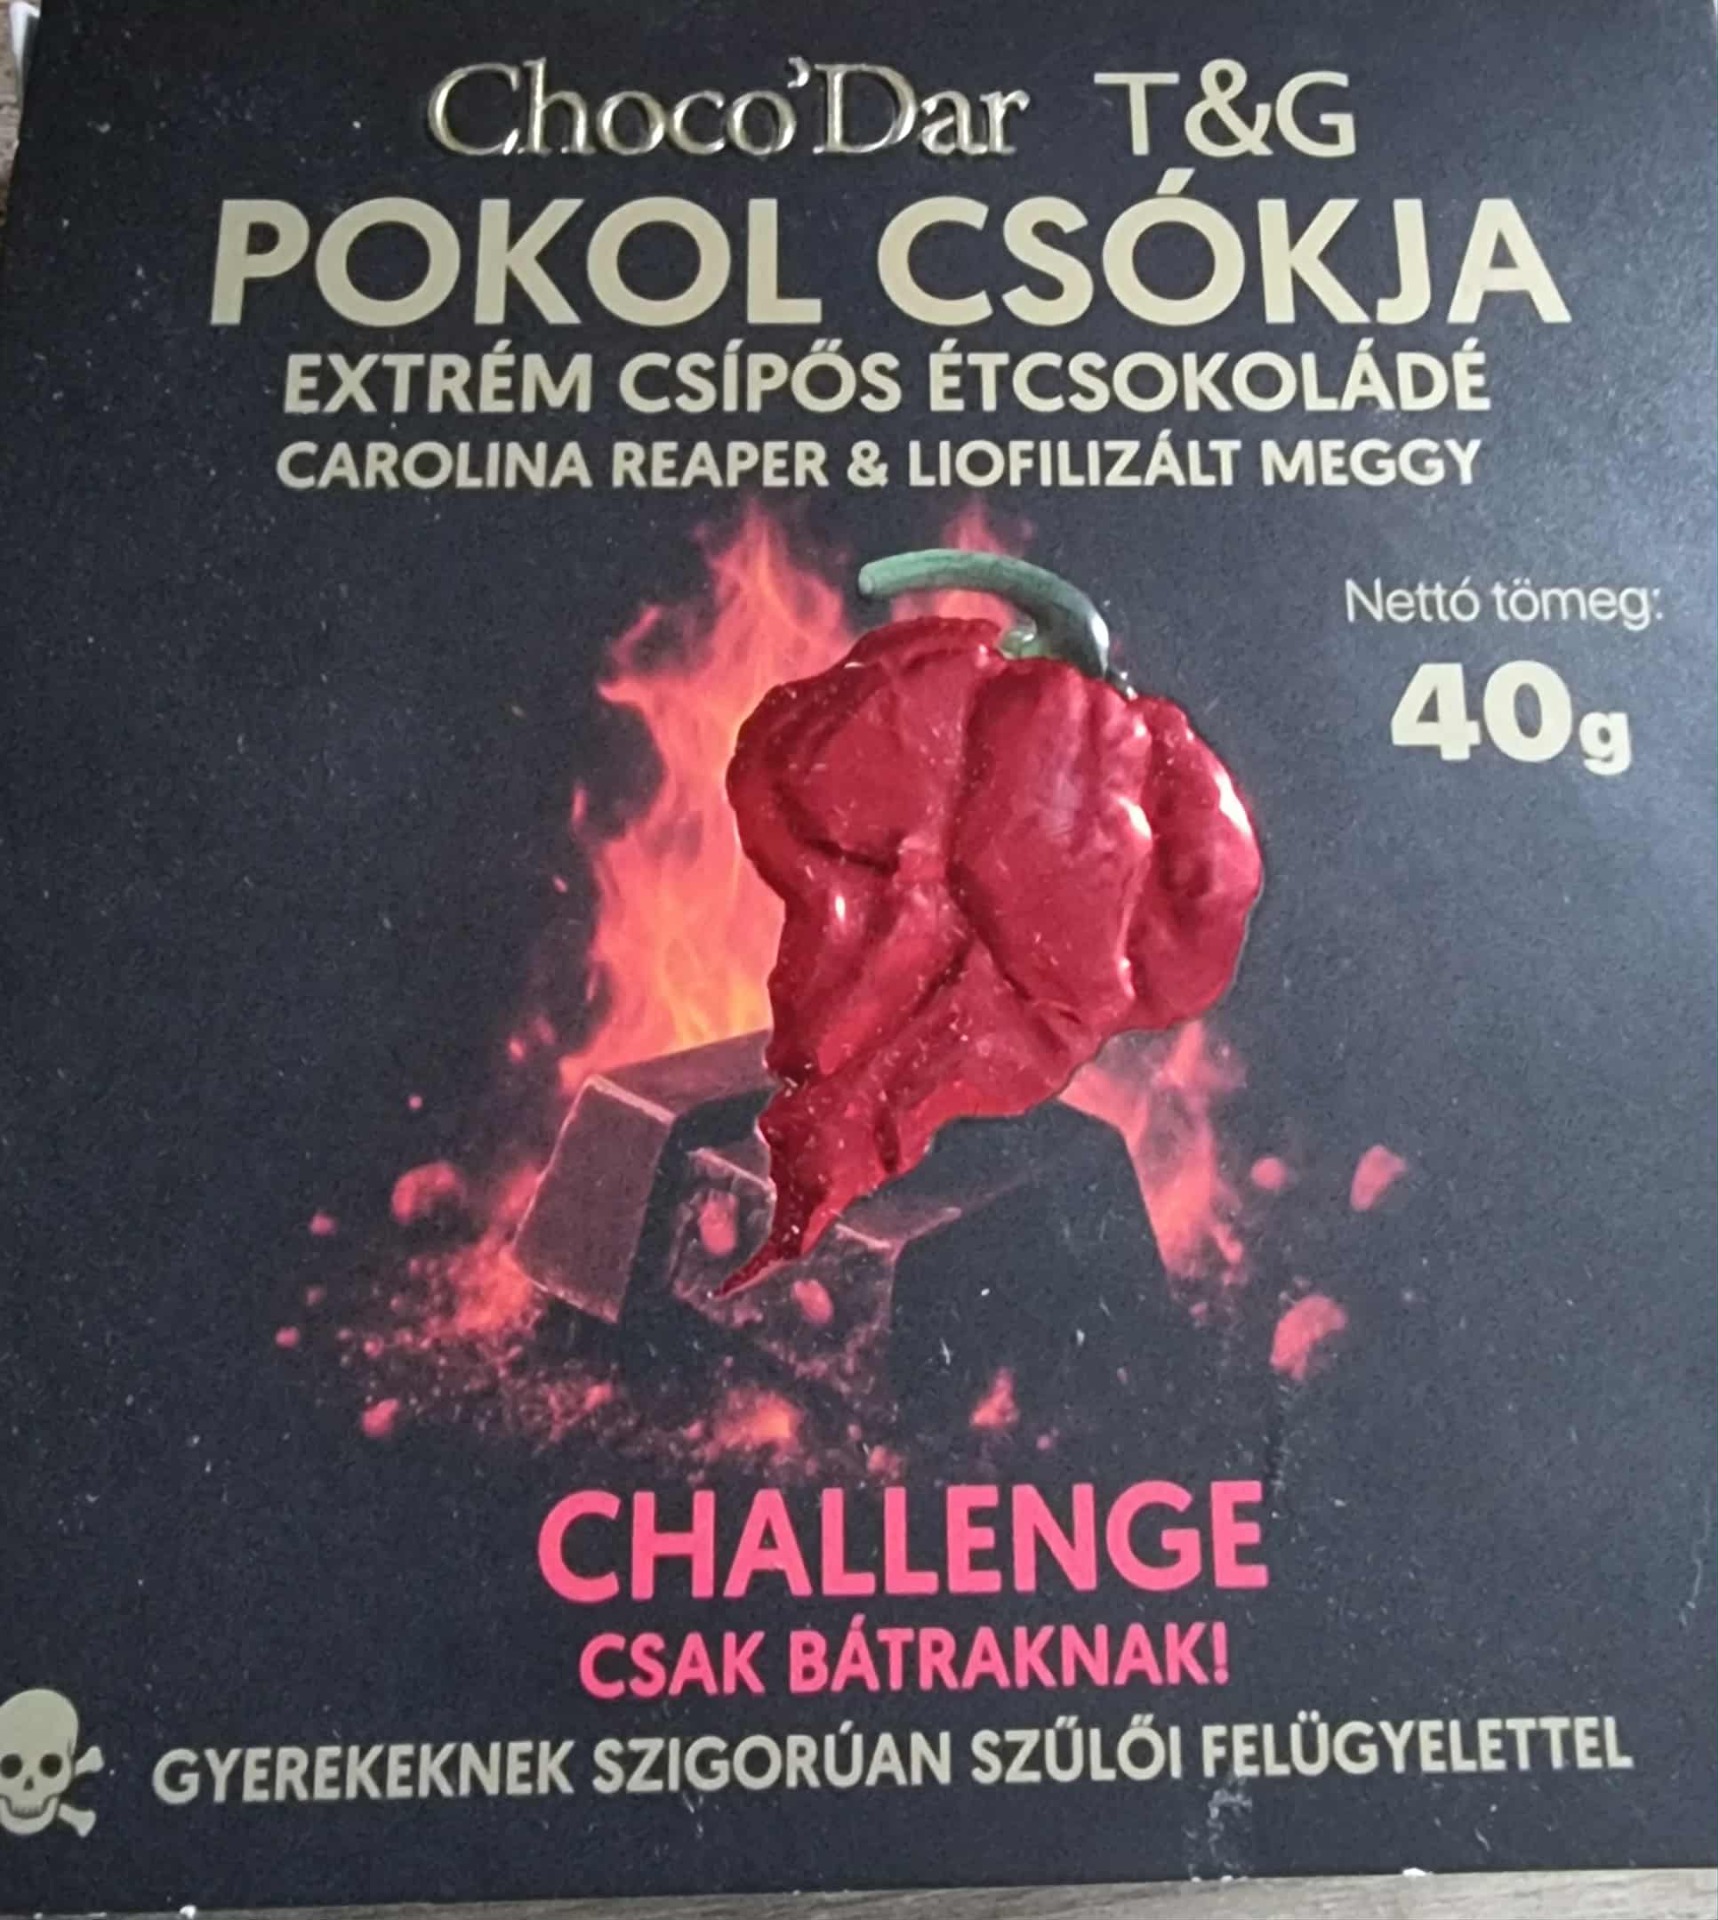 Choco'Dar T&G
POKOL CSÓKJA
EXTRÉM CSÍPŐS ÉTCSOKOLÁDÉ
CAROLINA REAPER & LIOFILIZÁLT MEGGY
Nettó tömeg:
40g
CHALLENGE
CSAK BÁTRAKNAK!
GYEREKEKNEK SZIGORÚAN SZŰLŐI FELÜGYELETTEL